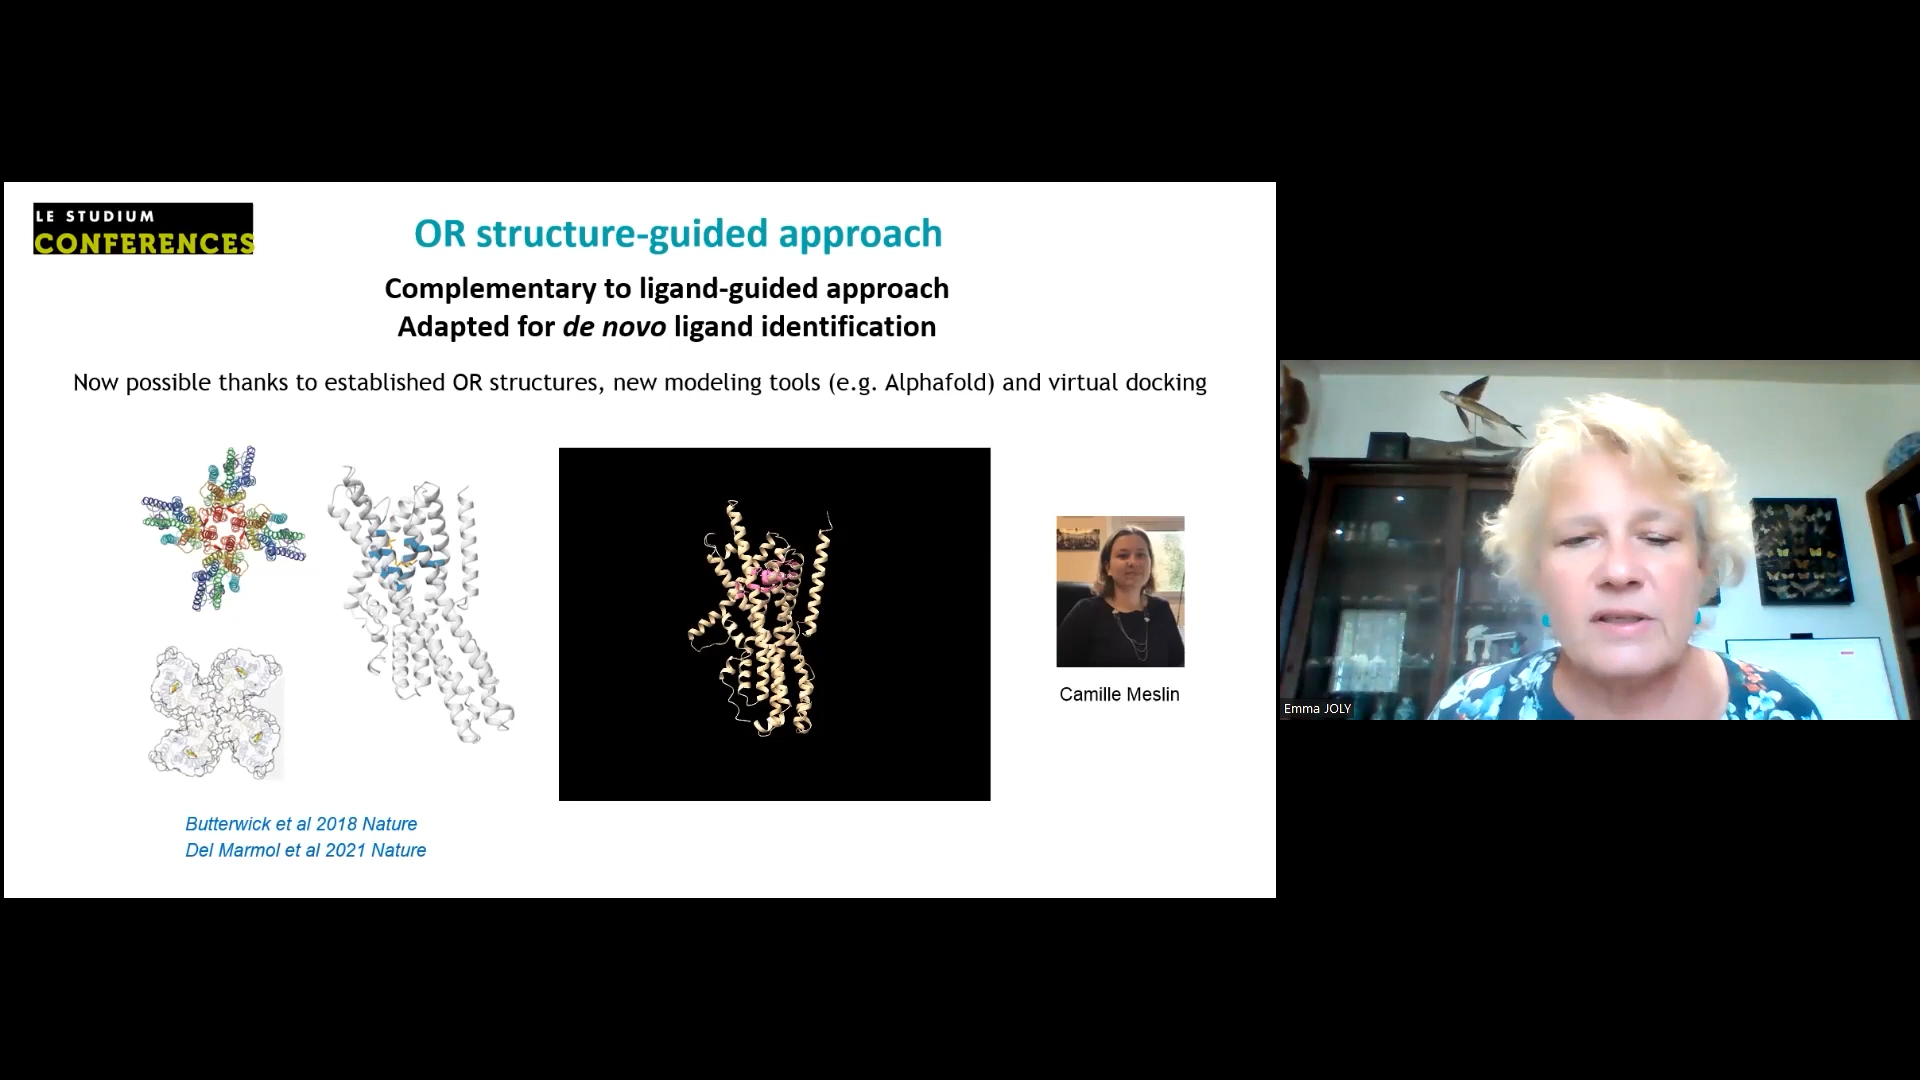 LE STUDIUM
CONFERENCES
OR structure-guided approach
Complementary to ligand-guided approach
Adapted for de novo ligand identification
Now possible thanks to established OR structures, new modeling tools (e.g. Alphafold) and virtual docking
Camille Meslin
Butterwick et al 2018 Nature
Del Marmol et al 2021 Nature
Emma JOLY